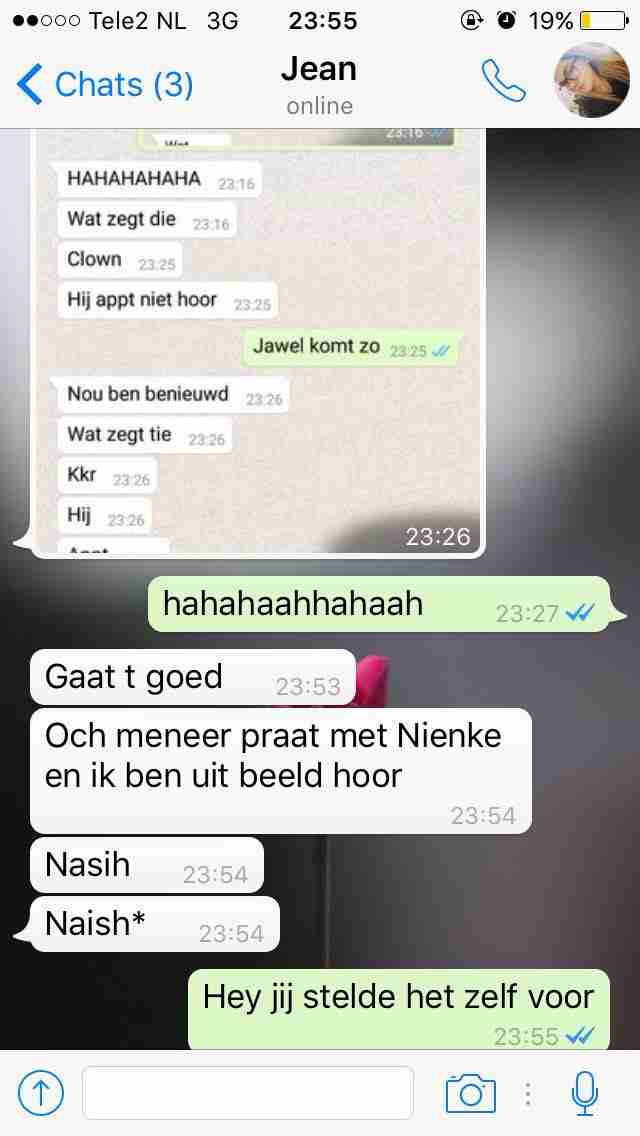 Tele2 NL 3G 23:55 19%
Chats (3) Jean
online
23:16
Wat
HAHAHAHAHA 23:16
Wat zegt die 23:16
Clown 23:25
Hij appt niet hoor 23:25
Jawel komt zo 23:25
Nou ben benieuwd 23:26
Wat zegt tie 23:26
Kkr 23:26
Hij 23:26
Appt
23:26
hahahaahhahaah 23:27
Gaat t goed 23:53
Och meneer praat met Nienke
en ik ben uit beeld hoor
23:54
Nasih 23:54
Naish* 23:54
Hey jij stelde het zelf voor
23:55